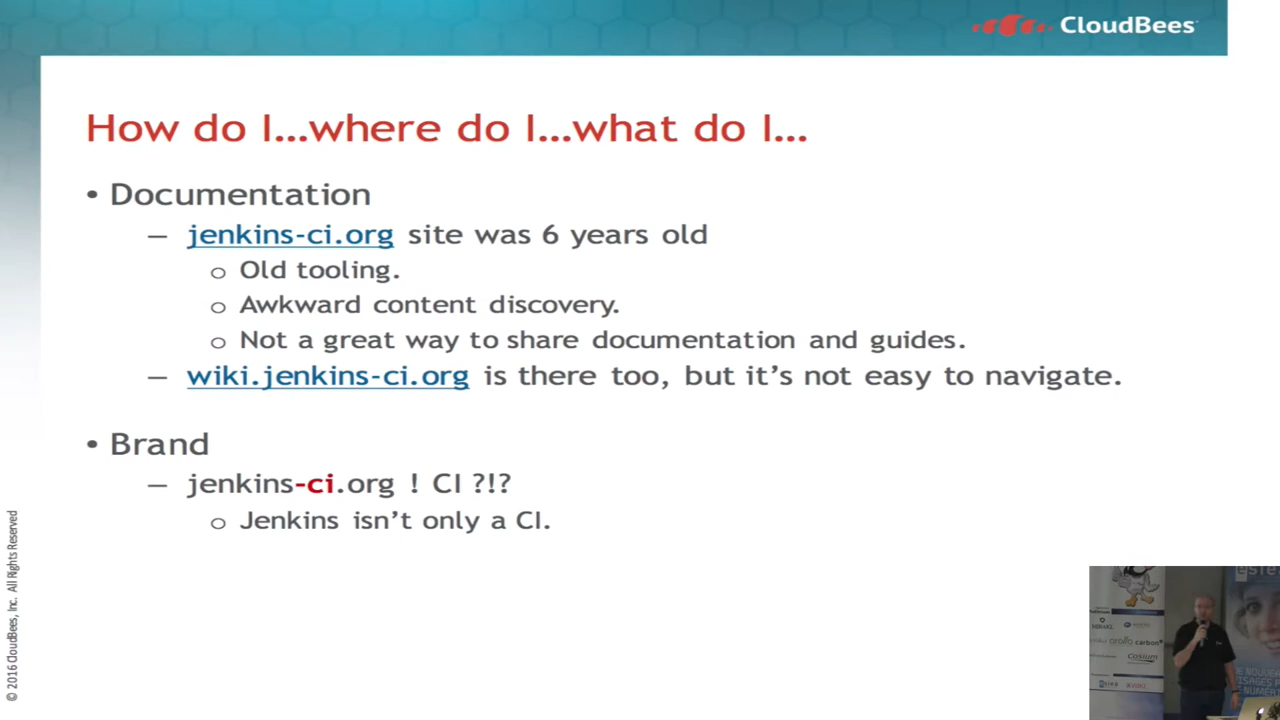 CloudBees
How do I...where do I...what do I...
• Documentation
– jenkins-ci.org site was 6 years old
o Old tooling.
o Awkward content discovery.
o Not a great way to share documentation and guides.
– wiki.jenkins-ci.org is there too, but it’s not easy to navigate.
• Brand
– jenkins-ci.org ! CI ?!?
o Jenkins isn’t only a CI.
© 2016 CloudBees, Inc. All Rights Reserved
arolla carbon
Cosium